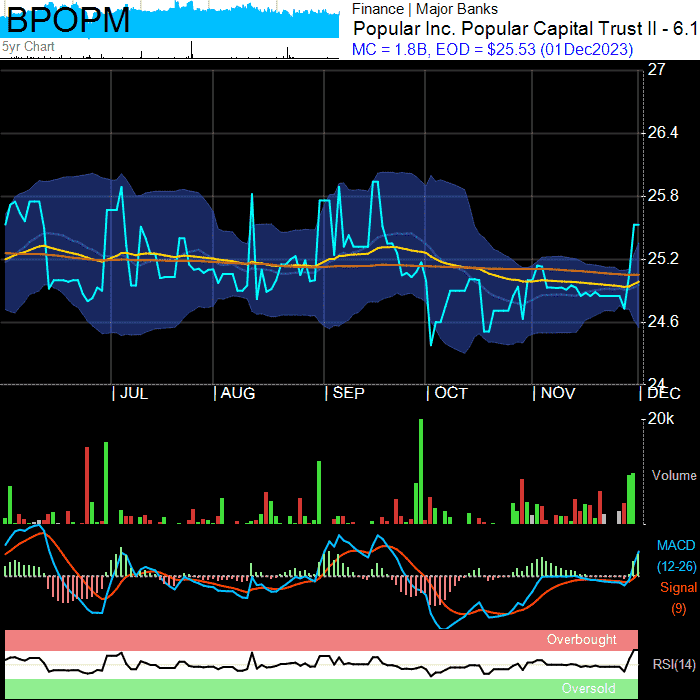 BPOPM
Finance | Major Banks
Popular Inc. Popular Capital Trust II - 6.1
5yr Chart
MC = 1.8B, EOD = $25.53 (01Dec2023)
27
26.4
25.8
25.2
24.6
24
| JUL | AUG | SEP | OCT | NOV | DEC
20k
Volume
MACD
(12-26)
Signal
(9)
Overbought
RSI(14)
Oversold